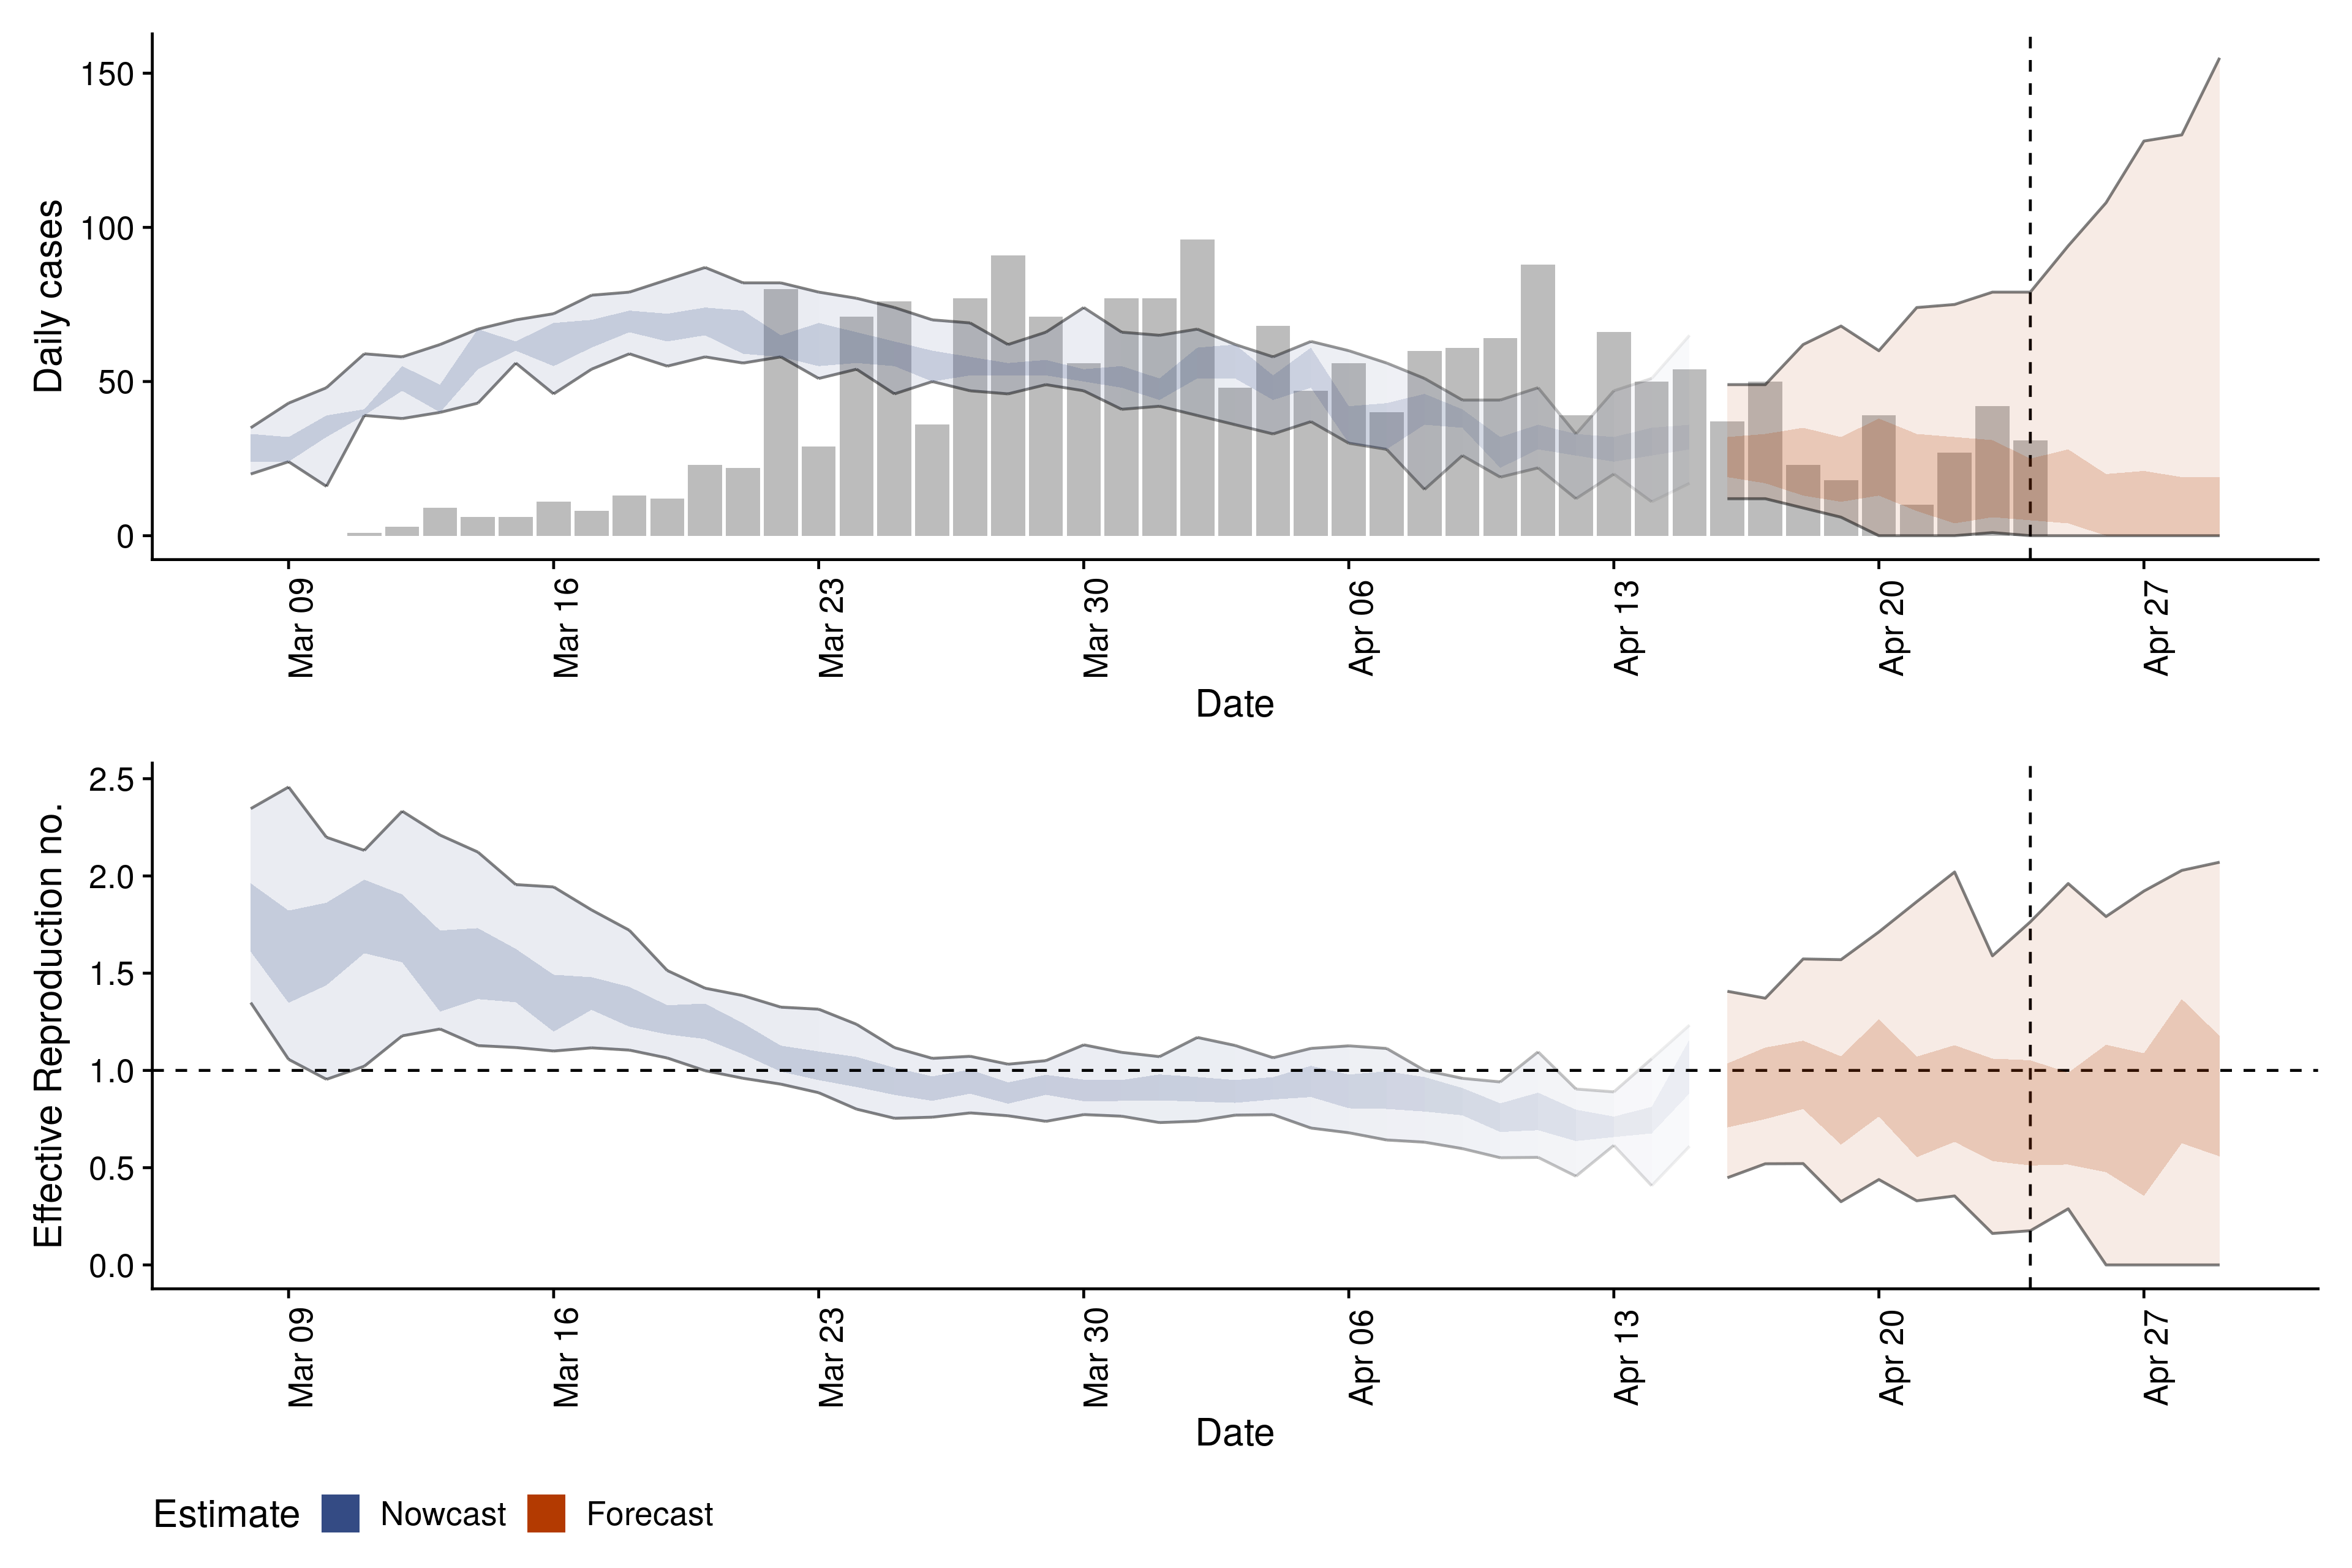 Daily cases
150
100
50
0
Mar 09
Mar 16
Mar 23
Mar 30
Apr 06
Apr 13
Apr 20
Apr 27
Date
Effective Reproduction no.
2.5
2.0
1.5
1.0
0.5
0.0
Mar 09
Mar 16
Mar 23
Mar 30
Apr 06
Apr 13
Apr 20
Apr 27
Date
Estimate Nowcast Forecast